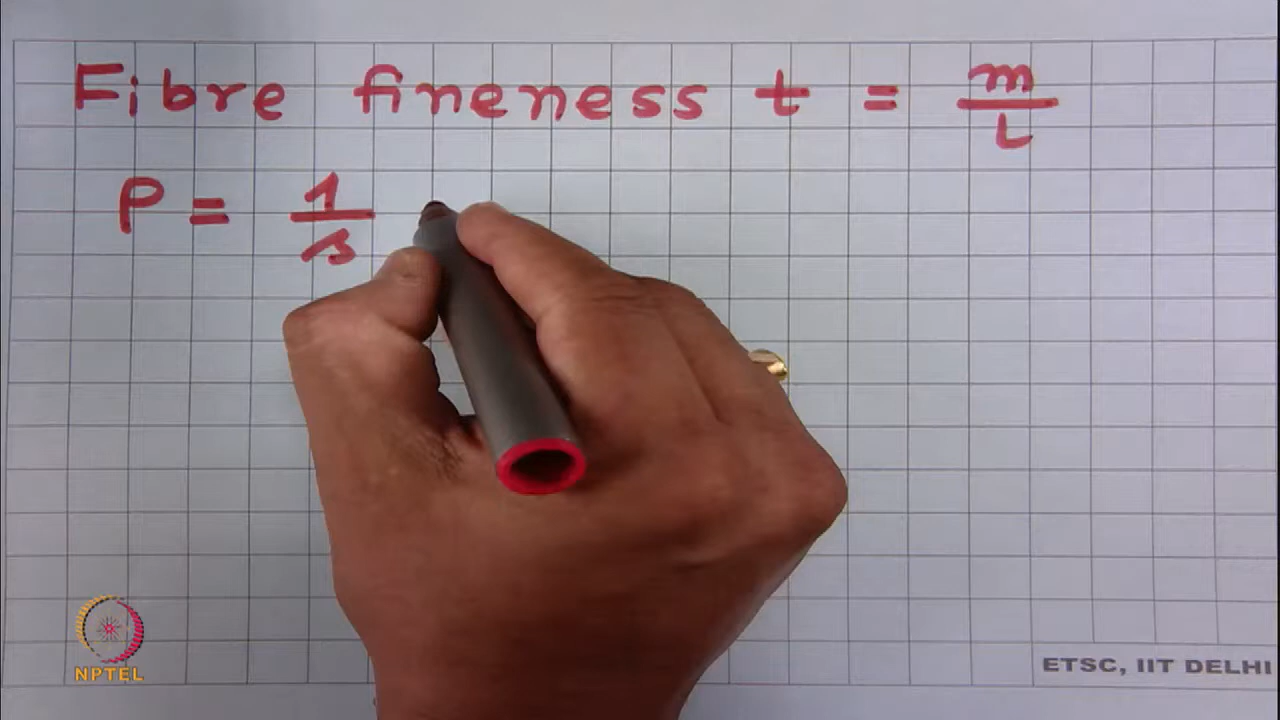 Fibre fineness t = m/l
P = 1/s
NPTEL
ETSC, IIT DELHI